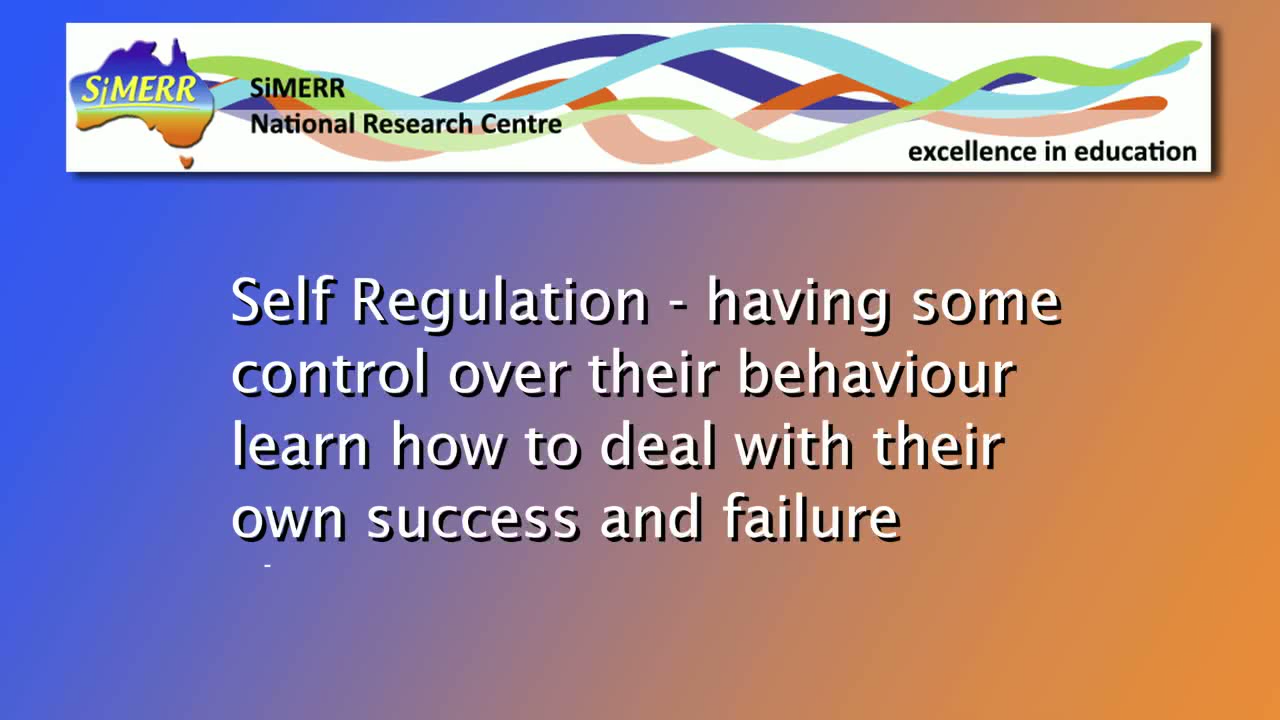 SiMERR
SiMERR
National Research Centre
excellence in education
Self Regulation - having some
control over their behaviour
learn how to deal with their
own success and failure
-